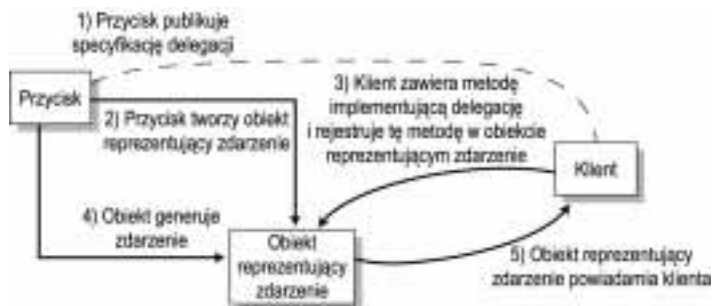 1) Przycisk publikuje
specyfikację delegacji
Przycisk
2) Przycisk tworzy obiekt
reprezentujący zdarzenie
3) Klient zawiera metodę
implementującą delegację
i rejestruje tę metodę w obiekcie
reprezentującym zdarzenie
Klient
4) Obiekt generuje
zdarzenie
Obiekt
reprezentujący
zdarzenie
5) Obiekt reprezentujący
zdarzenie powiadamia klienta